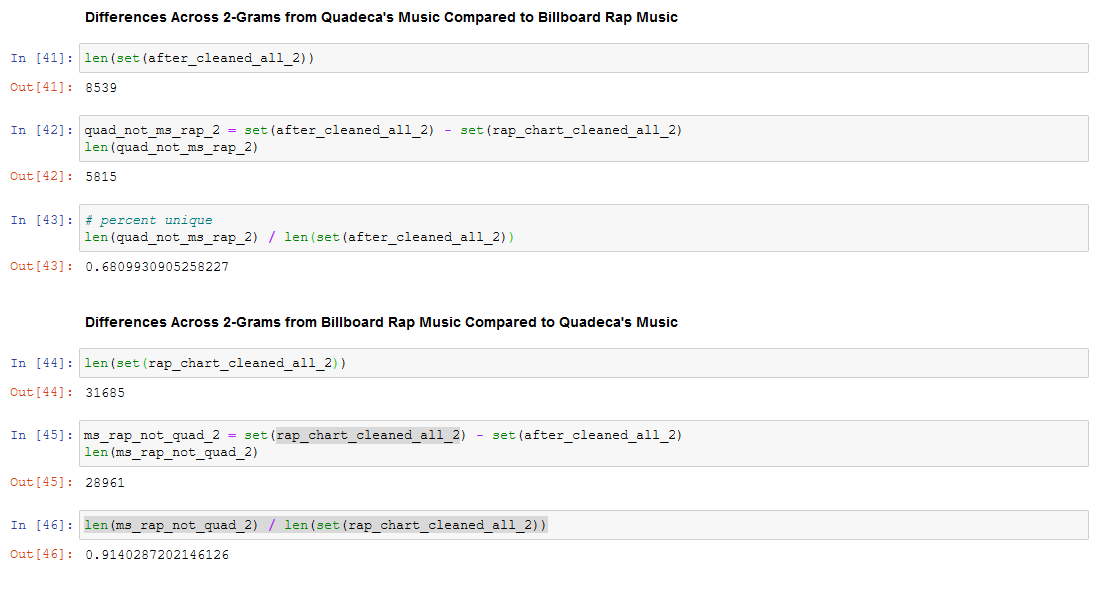 Differences Across 2-Grams from Quadeca's Music Compared to Billboard Rap Music
In [41]: len(set(after_cleaned_all_2))
Out[41]: 8539
In [42]: quad_not_ms_rap_2 = set(after_cleaned_all_2) - set(rap_chart_cleaned_all_2)
len(quad_not_ms_rap_2)
Out[42]: 5815
In [43]: # percent unique
len(quad_not_ms_rap_2) / len(set(after_cleaned_all_2))
Out[43]: 0.6809930905258227
Differences Across 2-Grams from Billboard Rap Music Compared to Quadeca's Music
In [44]: len(set(rap_chart_cleaned_all_2))
Out[44]: 31685
In [45]: ms_rap_not_quad_2 = set(rap_chart_cleaned_all_2) - set(after_cleaned_all_2)
len(ms_rap_not_quad_2)
Out[45]: 28961
In [46]: len(ms_rap_not_quad_2) / len(set(rap_chart_cleaned_all_2))
Out[46]: 0.9140287202146126